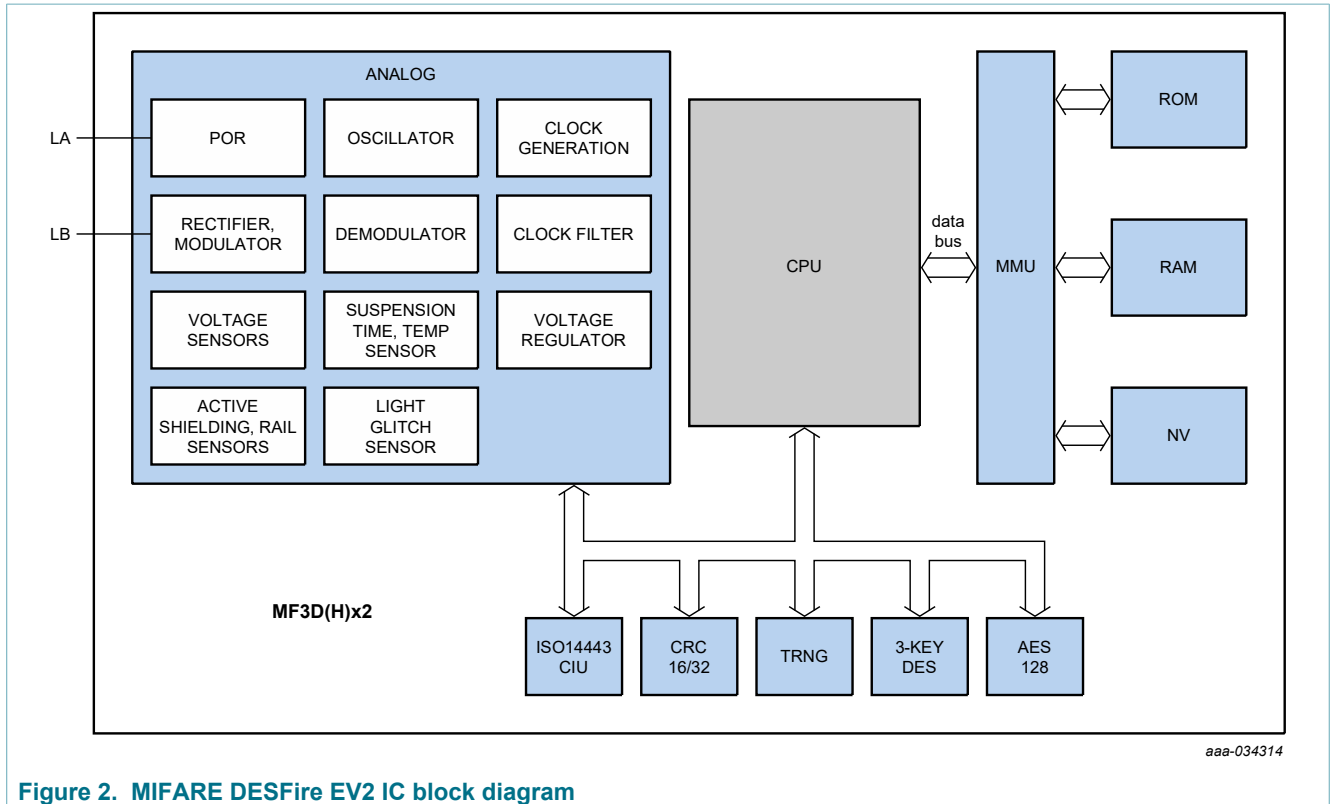 ANALOG
LA
POR
OSCILLATOR
CLOCK
GENERATION
LB
RECTIFIER,
MODULATOR
DEMODULATOR
CLOCK FILTER
VOLTAGE
SENSORS
SUSPENSION
TIME, TEMP
SENSOR
VOLTAGE
REGULATOR
ACTIVE
SHIELDING, RAIL
SENSORS
LIGHT
GLITCH
SENSOR
CPU
data
bus
MMU
ROM
RAM
NV
MF3D(H)x2
ISO14443
CIU
CRC
16/32
TRNG
3-KEY
DES
AES
128
aaa-034314
Figure 2. MIFARE DESFire EV2 IC block diagram